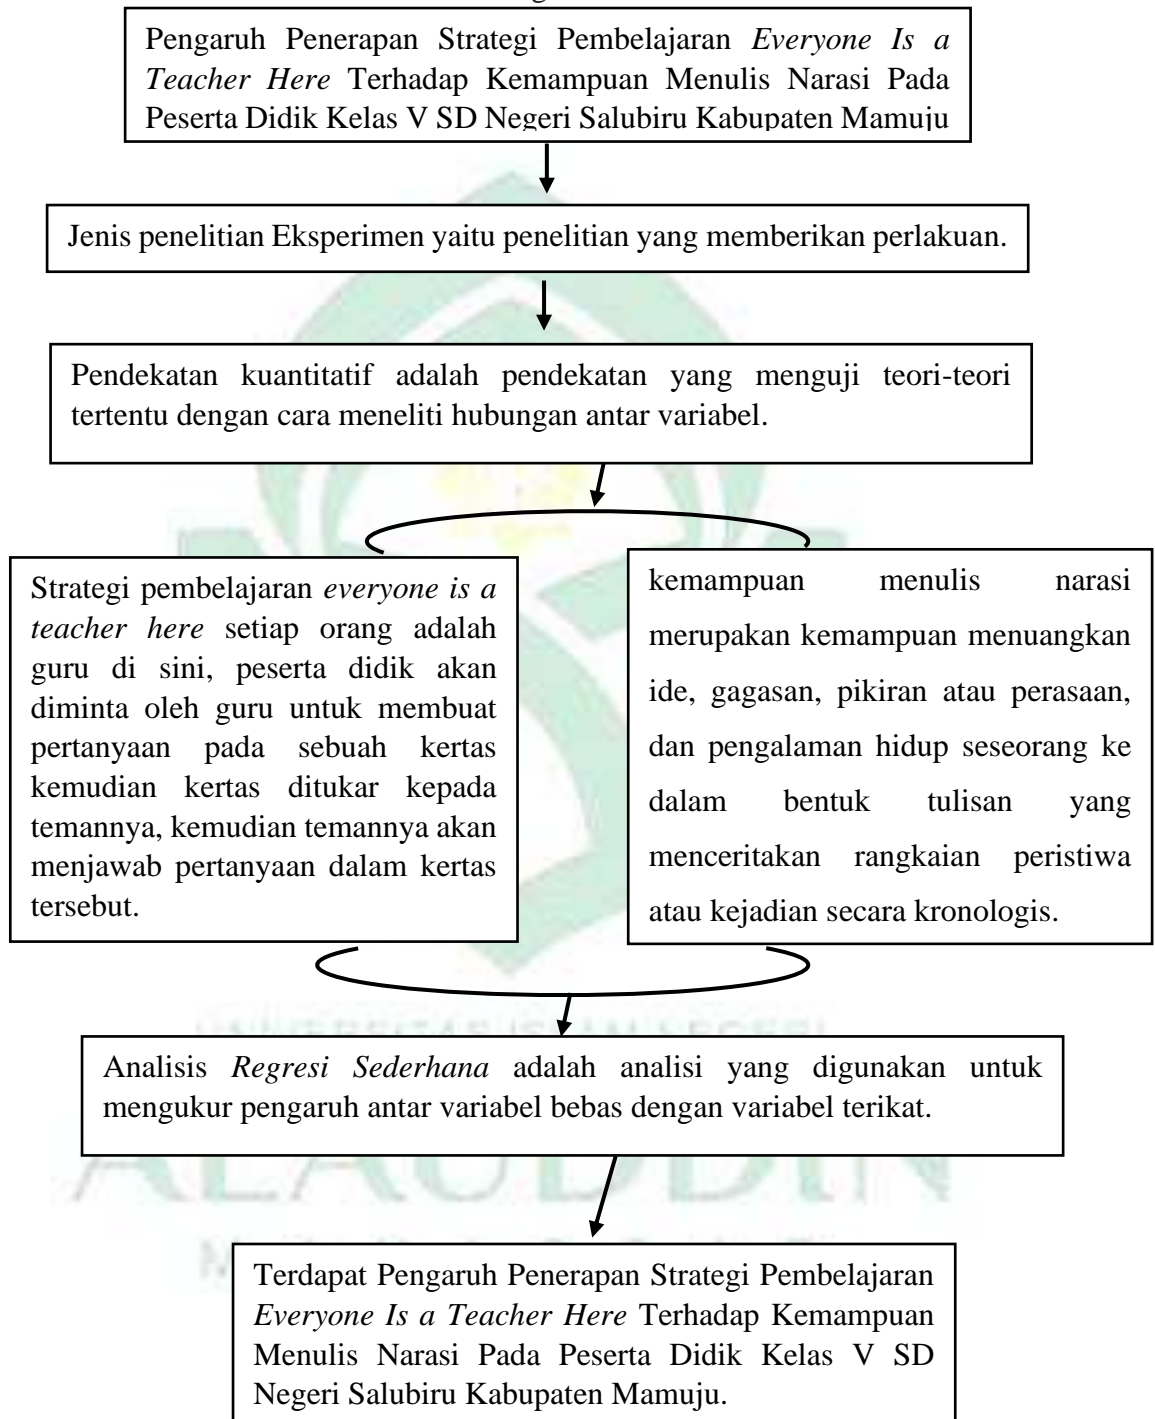 Pengaruh Penerapan Strategi Pembelajaran Everyone Is a
Teacher Here Terhadap Kemampuan Menulis Narasi Pada
Peserta Didik Kelas V SD Negeri Salubiru Kabupaten Mamuju
Jenis penelitian Eksperimen yaitu penelitian yang memberikan perlakuan.
Pendekatan kuantitatif adalah pendekatan yang menguji teori-teori
tertentu dengan cara meneliti hubungan antar variabel.
Strategi pembelajaran everyone is a
teacher here setiap orang adalah
guru di sini, peserta didik akan
diminta oleh guru untuk membuat
pertanyaan pada sebuah kertas
kemudian kertas ditukar kepada
temannya, kemudian temannya akan
menjawab pertanyaan dalam kertas
tersebut.
kemampuan menulis narasi
merupakan kemampuan menuangkan
ide, gagasan, pikiran atau perasaan,
dan pengalaman hidup seseorang ke
dalam bentuk tulisan yang
menceritakan rangkaian peristiwa
atau kejadian secara kronologis.
Analisis Regresi Sederhana adalah analisi yang digunakan untuk
mengukur pengaruh antar variabel bebas dengan variabel terikat.
ALAUDDIN
Terdapat Pengaruh Penerapan Strategi Pembelajaran
Everyone Is a Teacher Here Terhadap Kemampuan
Menulis Narasi Pada Peserta Didik Kelas V SD
Negeri Salubiru Kabupaten Mamuju.